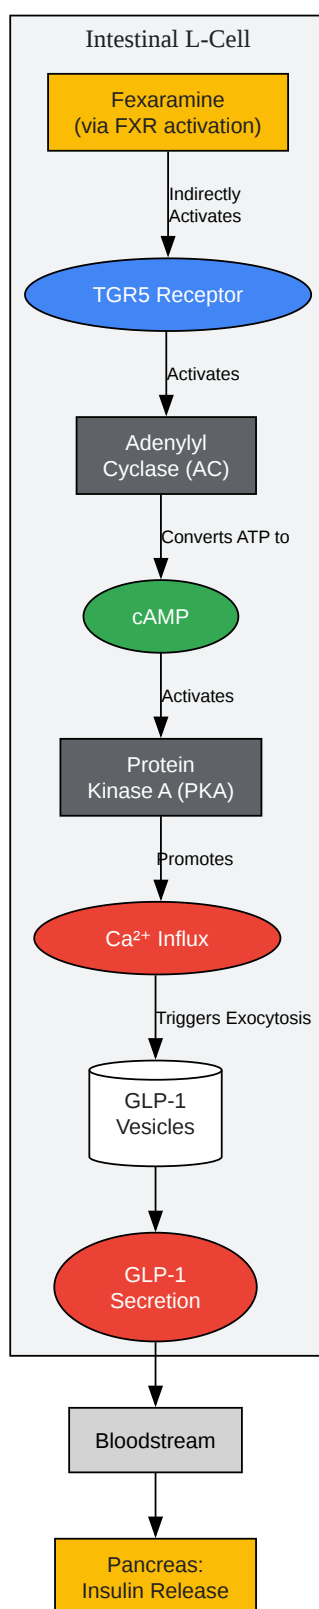 Intestinal L-Cell
Fexaramine
(via FXR activation)
Indirectly
Activates
TGR5 Receptor
Activates
Adenylyl
Cyclase (AC)
Converts ATP to
cAMP
Activates
Protein
Kinase A (PKA)
Promotes
Ca²⁺ Influx
Triggers Exocytosis
GLP-1
Vesicles
GLP-1
Secretion
Bloodstream
Pancreas:
Insulin Release